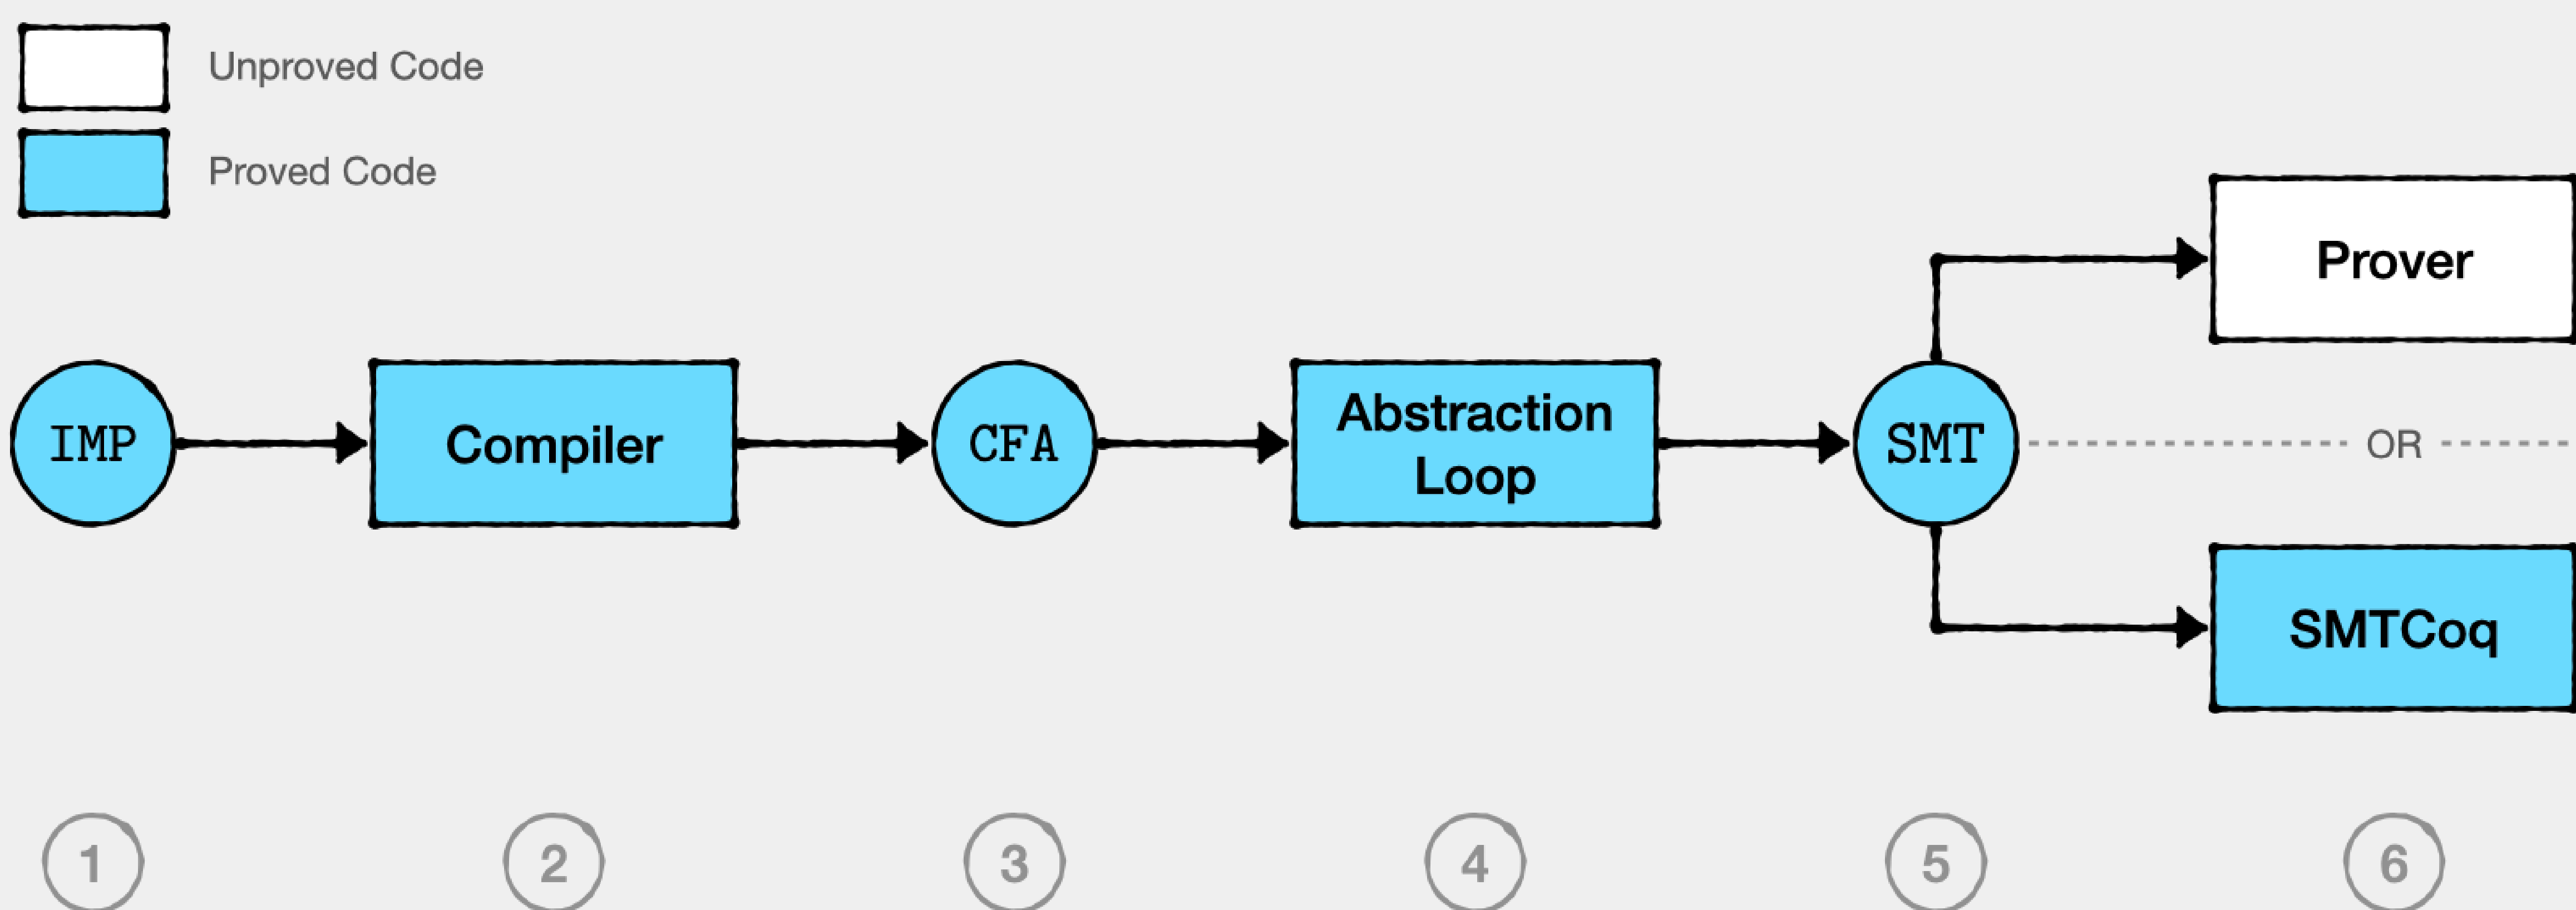 Unproved Code
Proved Code
Prover
IMP
Compiler
CFA
Abstraction
Loop
SMT
OR
SMTCoq
1
2
3
4
5
6